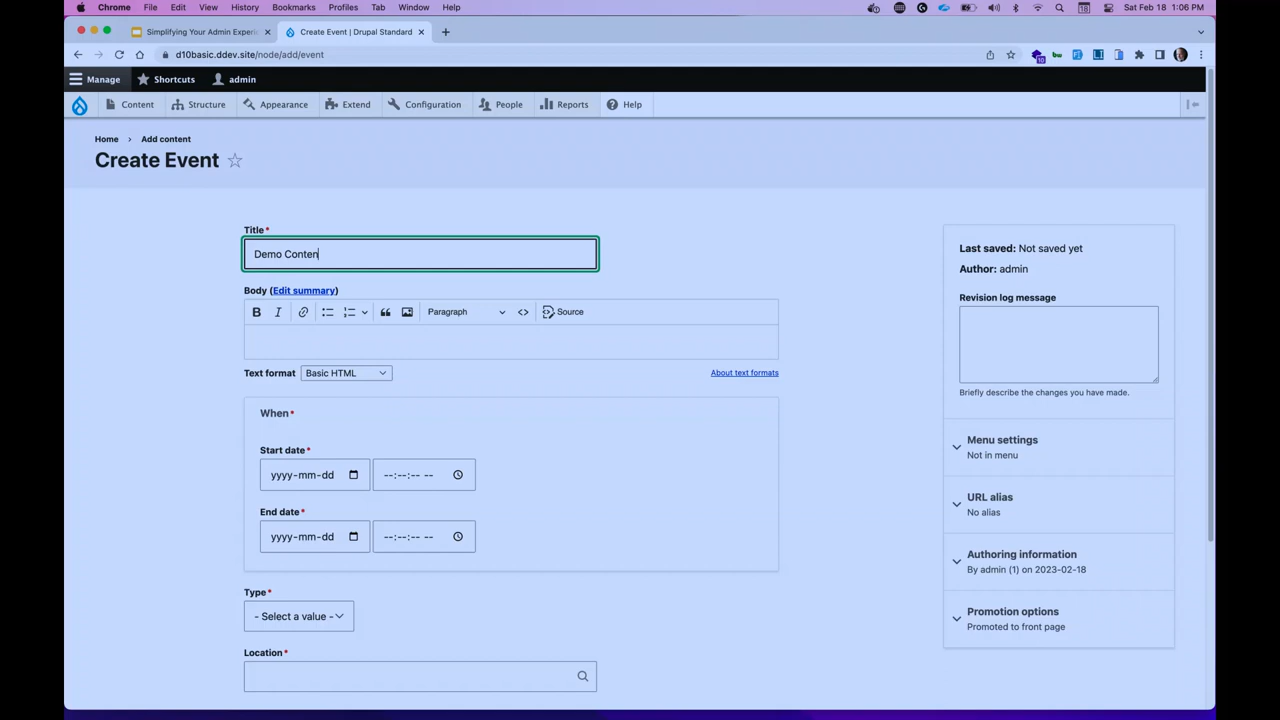 Chrome File Edit View History Bookmarks Profiles Tab Window Help 18 Sat Feb 18 1:06 PM
Simplifying Your Admin Experi Create Event | Drupal Standard
d10basic.ddev.site/node/add/event
Manage Shortcuts admin
Content Structure Appearance Extend Configuration People Reports Help
Home > Add content
Create Event
Title*
Demo Conten
Body (Edit summary)
B I Paragraph <> Source
Text format Basic HTML About text formats
When*
Start date*
yyyy-mm-dd --:--:-- --
End date*
yyyy-mm-dd --:--:-- --
Type*
- Select a value -
Location*
Last saved: Not saved yet
Author: admin
Revision log message
Briefly describe the changes you have made.
Menu settings
Not in menu
URL alias
No alias
Authoring information
By admin (1) on 2023-02-18
Promotion options
Promoted to front page